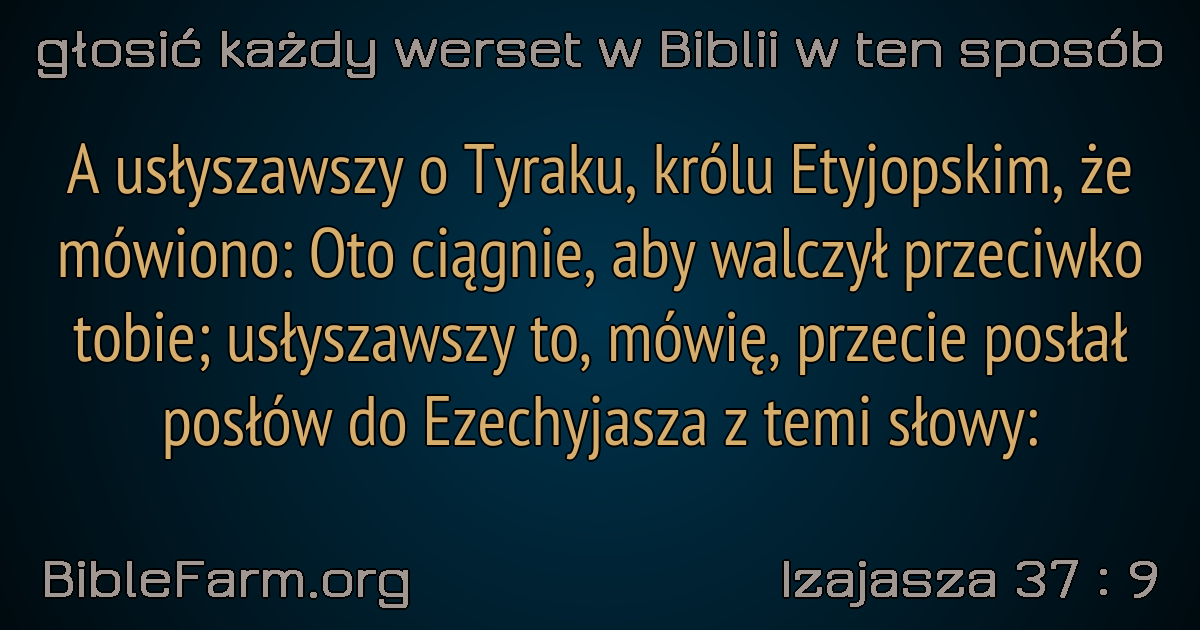 głosić każdy werset w Biblii w ten sposób
A usłyszawszy o Tyraku, królu Etyjopskim, że
mówiono: Oto ciągnie, aby walczył przeciwko
tobie; usłyszawszy to, mówię, przecie posłał
posłów do Ezechyjasza z temi słowy:
BibleFarm.org
Izajasza 37 : 9